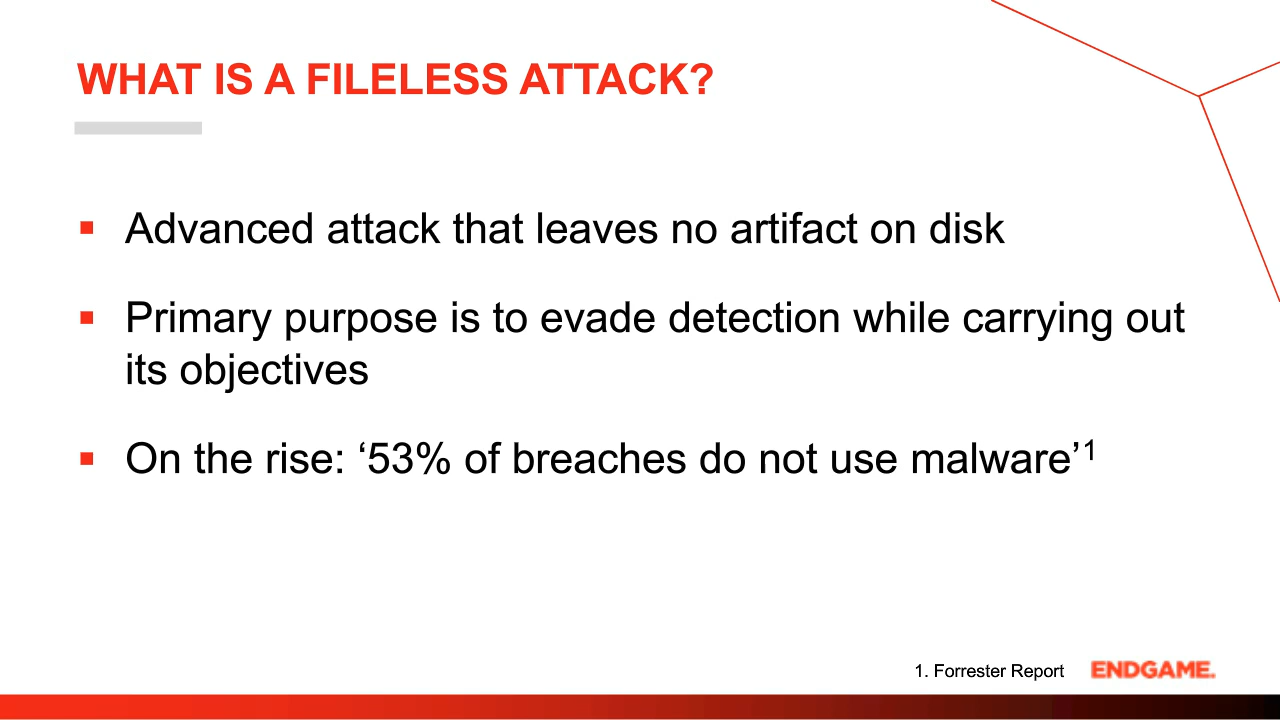 WHAT IS A FILELESS ATTACK?
Advanced attack that leaves no artifact on disk
Primary purpose is to evade detection while carrying out
its objectives
On the rise: ‘53% of breaches do not use malware’1
1. Forrester Report
ENDGAME.